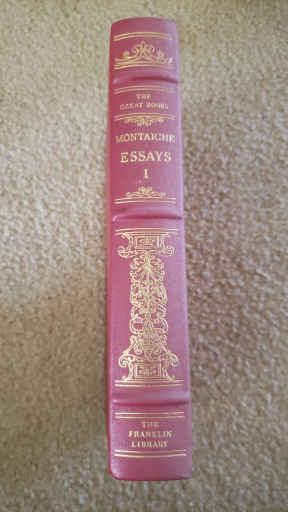 THE
GREAT BOOKS
MONTAIGNE
ESSAYS
I
THE
FRANKLIN
LIBRARY